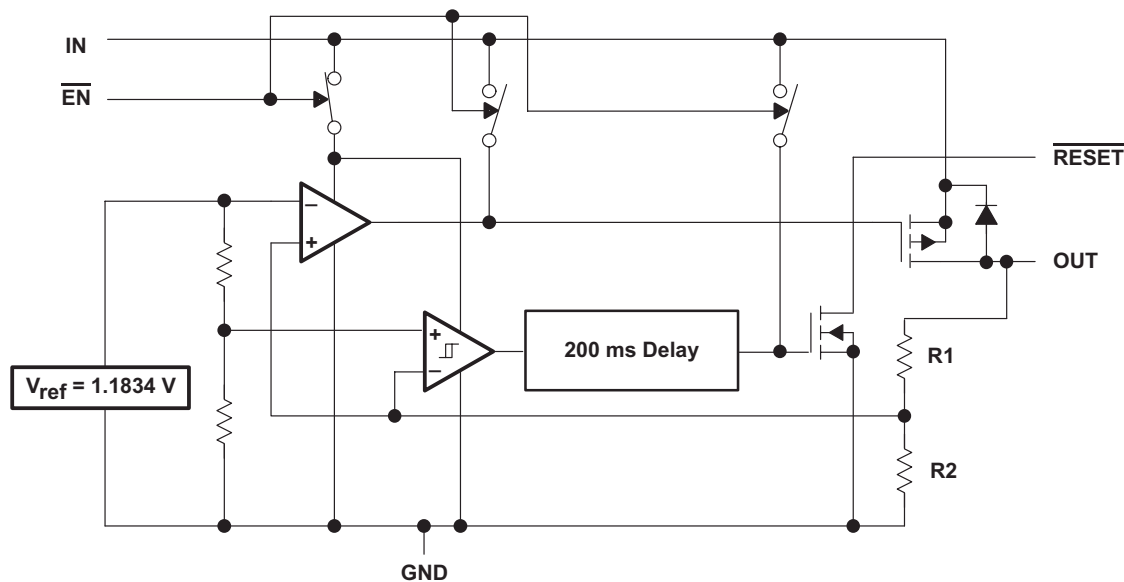 IN
EN
RESET
OUT
−
+
+
−
200 ms Delay
R1
Vref = 1.1834 V
R2
GND